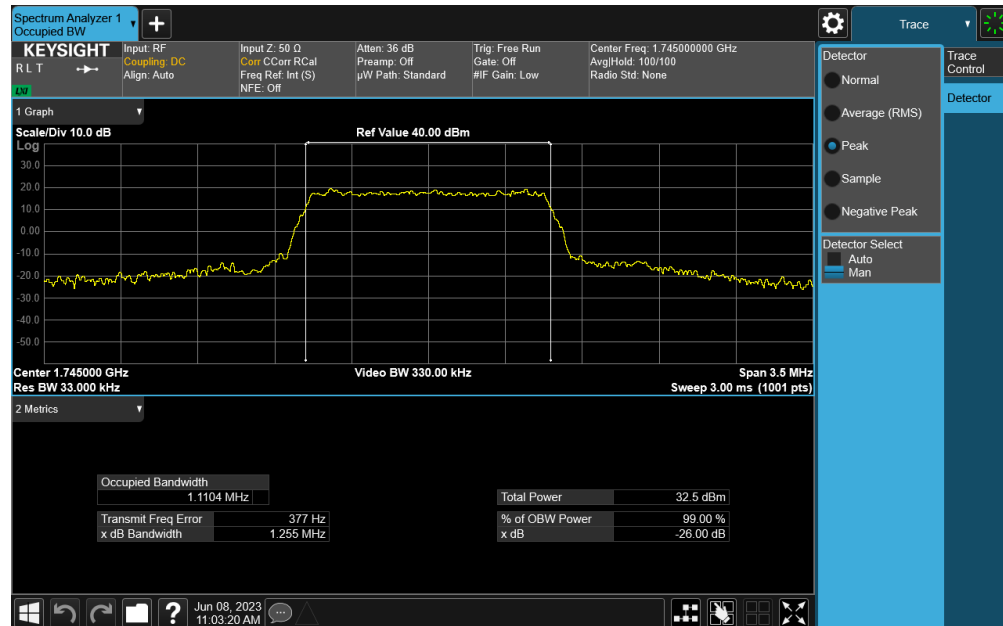 Spectrum Analyzer 1
Occupied BW
Trace
KEYSIGHT
R L T
LXI
Input: RF
Coupling: DC
Align: Auto
Input Z: 50 Ω
Corr CCorr RCal
Freq Ref: Int (S)
NFE: Off
Atten: 36 dB
Preamp: Off
µW Path: Standard
Trig: Free Run
Gate: Off
#IF Gain: Low
Center Freq: 1.745000000 GHz
Avg|Hold: 100/100
Radio Std: None
1 Graph
Scale/Div 10.0 dB
Ref Value 40.00 dBm
Log
30.0
20.0
10.0
0.00
-10.0
-20.0
-30.0
-40.0
-50.0
Center 1.745000 GHz
Video BW 330.00 kHz
Span 3.5 MHz
Res BW 33.000 kHz
Sweep 3.00 ms (1001 pts)
2 Metrics
Occupied Bandwidth
1.1104 MHz
Transmit Freq Error 377 Hz
x dB Bandwidth 1.255 MHz
Total Power 32.5 dBm
% of OBW Power 99.00 %
x dB -26.00 dB
Detector
Normal
Average (RMS)
Peak
Sample
Negative Peak
Detector Select
Auto
Man
Trace
Control
Detector
?
Jun 08, 2023
11:03:20 AM